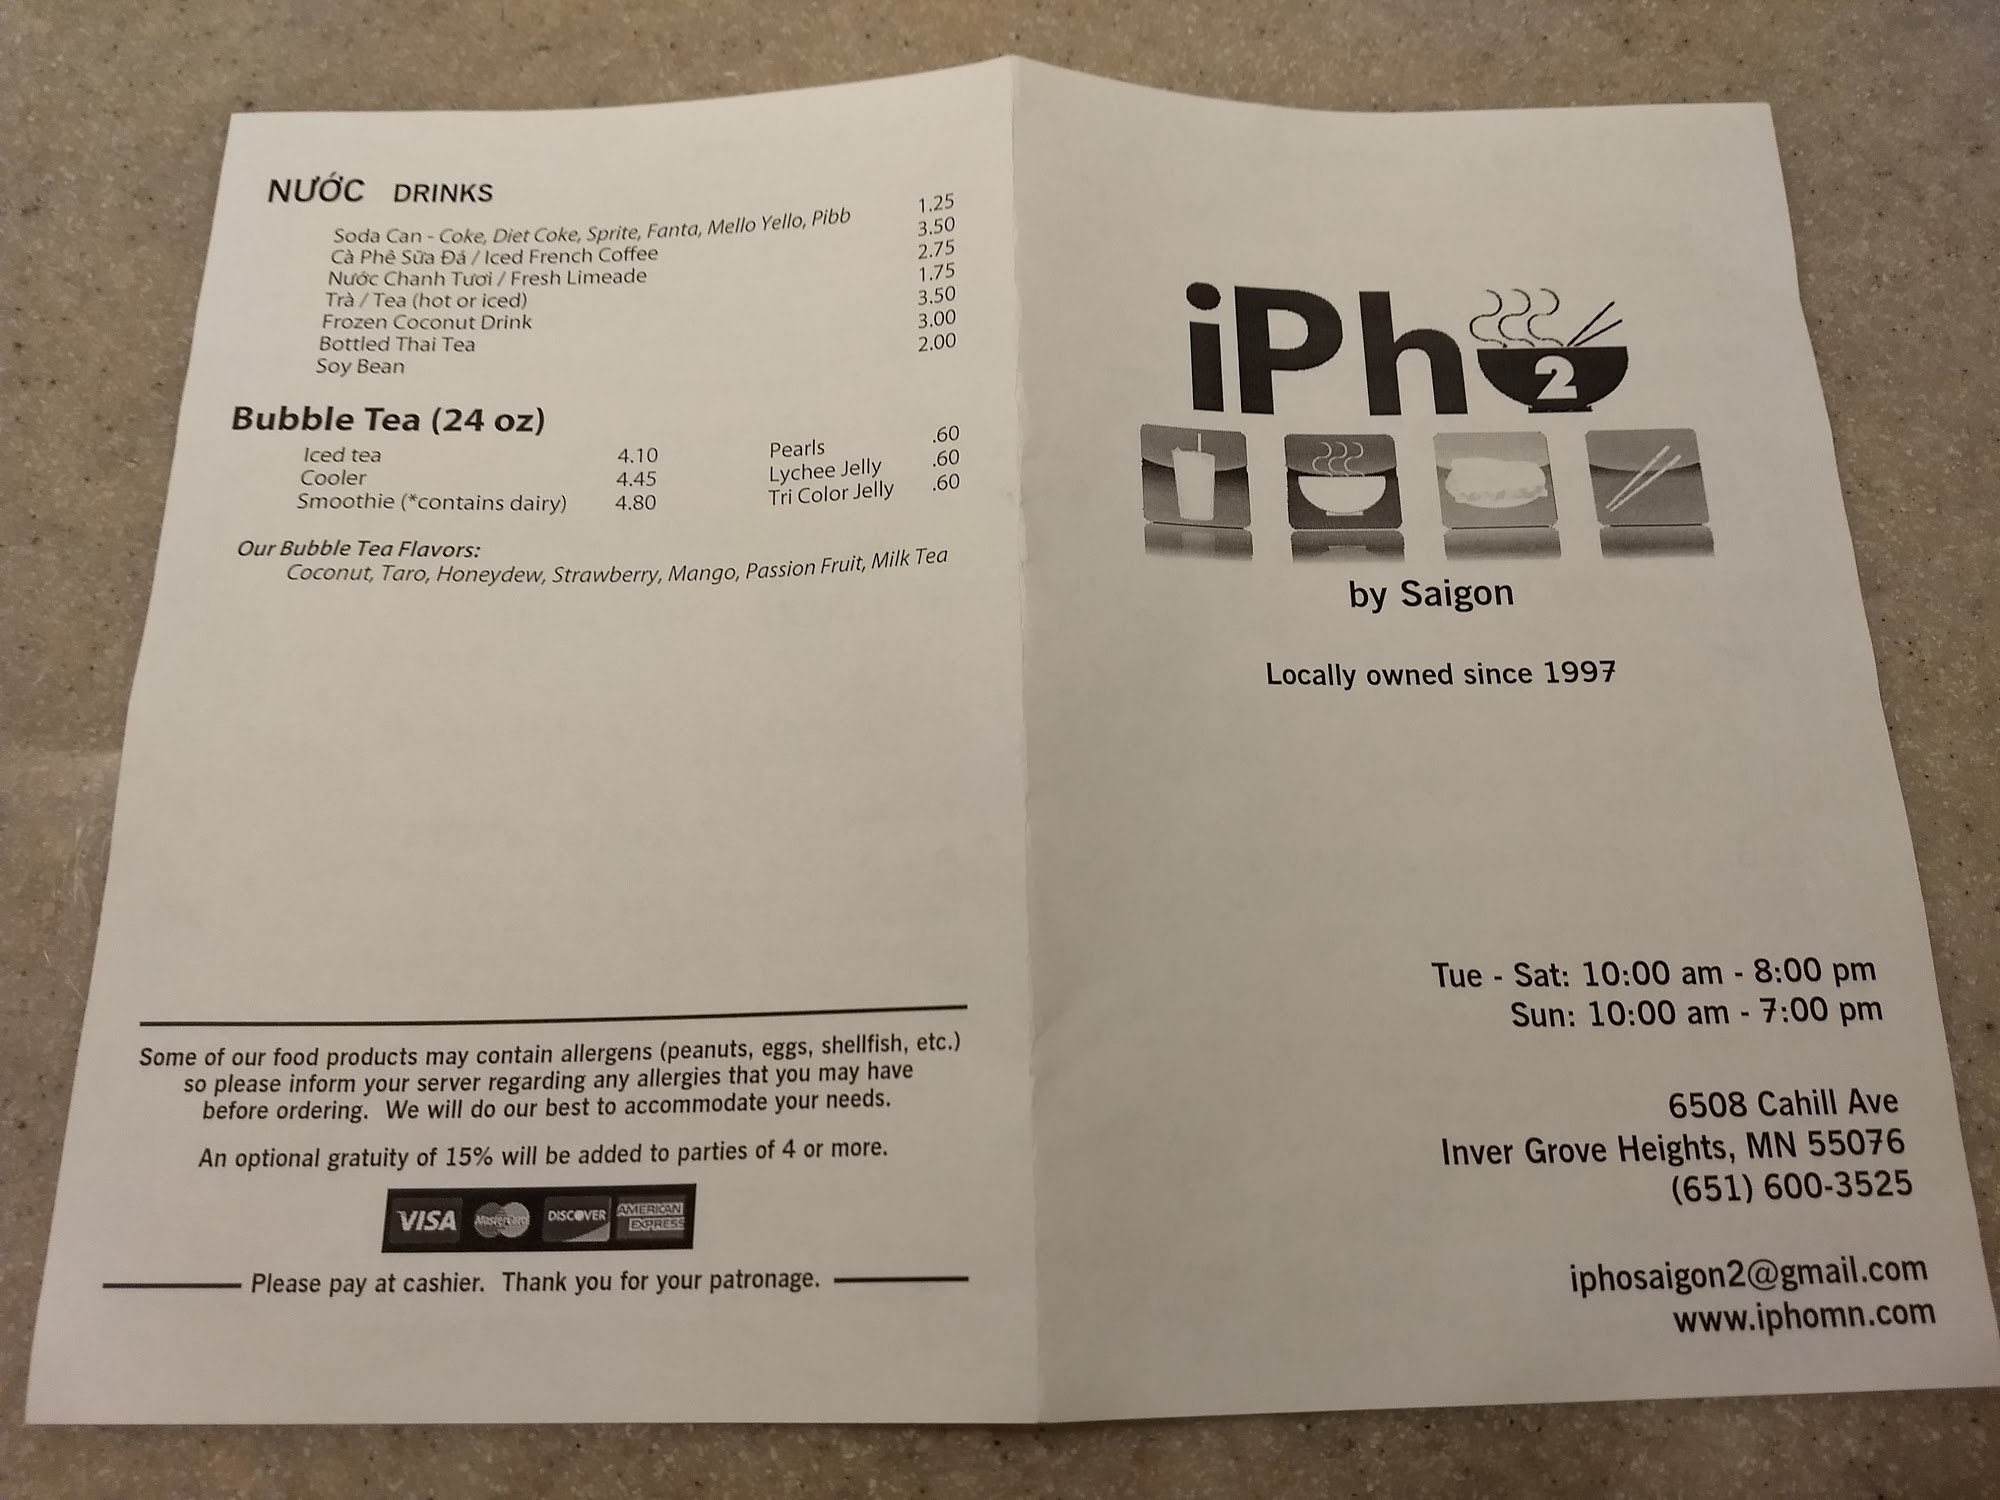 NƯỚC DRINKS
Soda Can - Coke, Diet Coke, Sprite, Fanta, Mello Yello, Pibb 1.25
Cà Phê Sữa Đá / Iced French Coffee 3.50
Nước Chanh Tươi / Fresh Limeade 2.75
Trà / Tea (hot or iced) 1.75
Frozen Coconut Drink 3.50
Bottled Thai Tea 3.00
Soy Bean 2.00
Bubble Tea (24 oz)
Iced tea 4.10 Pearls .60
Cooler 4.45 Lychee Jelly .60
Smoothie (*contains dairy) 4.80 Tri Color Jelly .60
Our Bubble Tea Flavors:
Coconut, Taro, Honeydew, Strawberry, Mango, Passion Fruit, Milk Tea
Some of our food products may contain allergens (peanuts, eggs, shellfish, etc.)
so please inform your server regarding any allergies that you may have
before ordering. We will do our best to accommodate your needs.
An optional gratuity of 15% will be added to parties of 4 or more.
VISA MasterCard DISCOVER AMERICAN EXPRESS
Please pay at cashier. Thank you for your patronage.
iPh 2
by Saigon
Locally owned since 1997
Tue - Sat: 10:00 am - 8:00 pm
Sun: 10:00 am - 7:00 pm
6508 Cahill Ave
Inver Grove Heights, MN 55076
(651) 600-3525
iphosaigon2@gmail.com
www.iphomn.com